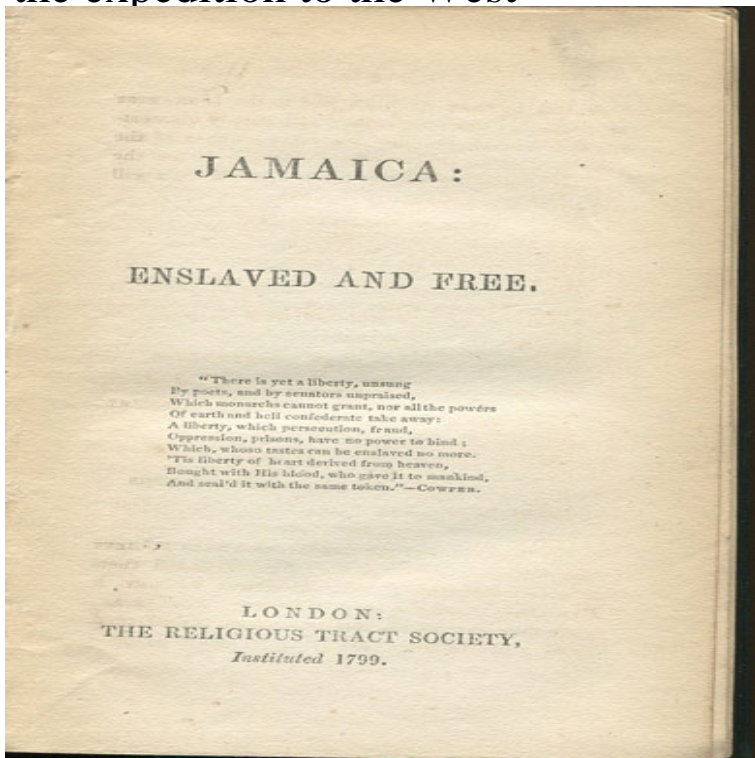 the expedition to the West
JAMAICA:
ENSLAVED AND FREE.
"There is yet a liberty, unsung
By poets, and by senators unpraised,
Which monarchs cannot grant, nor all the powers
Of earth and hell confederate take away:
A liberty, which persecution, fraud,
Oppression, prisons, have no power to bind;
Which, whoso tastes can be enslaved no more.
'Tis liberty of heart derived from heaven,
Bought with His blood, who gave it to mankind,
And seal'd it with the same token."—COWPER.
LONDON:
THE RELIGIOUS TRACT SOCIETY,
Instituted 1799.